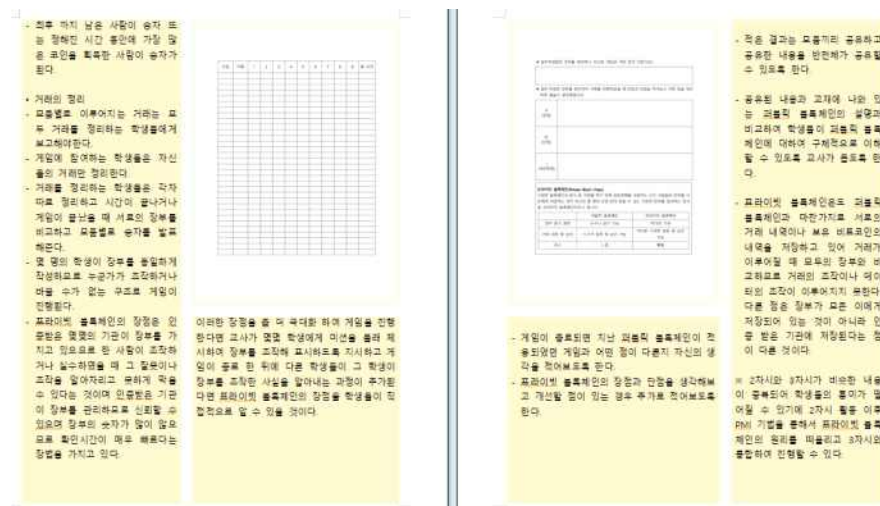 - 최후 까지 남은 사람이 승자 또
는 정해진 시간 동안에 가장 많
은 코인을 획득한 사람이 승자가
된다.
• 거래의 정리
- 모둠별로 이루어지는 거래는 모
두 거래를 정리하는 학생들에게
보고해야한다.
- 게임에 참여하는 학생들은 자신
들의 거래만 정리한다.
- 거래를 정리하는 학생들은 각자
따로 정리하고 시간이 끝나거나
게임이 끝났을 때 서로의 장부를
비교하고 모둠별로 승자를 발표
해준다.
- 몇 명의 학생이 장부를 동일하게
작성하므로 누군가가 조작하거나
바꿀 수가 없는 구조로 게임이
진행된다.
- 프라이빗 블록체인의 장점은 인
증받은 몇몇의 기관이 장부를 가
지고 있으므로 한 사람이 조작하
거나 실수하였을 때 그 잘못이나
조작을 알아차리고 못하게 막을
수 있다는 것이며 인증받은 기관
이 장부를 관리하므로 신뢰할 수
있으며 장부의 숫자가 많이 않으
므로 확인시간이 매우 빠르다는
장법을 가지고 있다.
이러한 장점을 좀 더 극대화 하여 게임을 진행
한다면 교사가 몇몇 학생에게 미션을 몰래 제
시하여 장부를 조작해 표시하도록 지시하고 게
임이 종료 한 뒤에 다른 학생들이 그 학생이
장부를 조작한 사실을 알아내는 과정이 추가된
다면 프라이빗 블록체인의 장점을 학생들이 직
접적으로 알 수 있을 것이다.
- 게임이 종료되면 지난 퍼블릭 블록체인이 적
용되었던 게임과 어떤 점이 다른지 자신의 생
각을 적어보도록 한다.
- 프라이빗 블록체인의 장점과 단점을 생각해보
고 개선할 점이 있는 경우 추가로 적어보도록
한다.
- 적은 결과는 모둠끼리 공유하고
공유한 내용을 반전체가 공유할
수 있도록 한다.
- 공유된 내용과 교재에 나와 있
는 퍼블릭 블록체인의 설명과
비교하여 학생들이 퍼블릭 블록
체인에 대하여 구체적으로 이해
할 수 있도록 교사가 돕도록 한
다.
- 프라이빗 블록체인은도 퍼블릭
블록체인과 마찬가지로 서로의
거래 내역이나 보유 비트코인의
내역을 저장하고 있어 거래가
이루어질 때 모두의 장부와 비
교하므로 거래의 조작이나 데이
터의 조작이 이루어지지 못한다.
다른 점은 장부가 모든 이에게
저장되어 있는 것이 아니라 인
증 받은 기관에 저장된다는 점
이 다른 것이다.
※ 2차시와 3차시가 비슷한 내용
이 중복되어 학생들의 흥미가 떨
어질 수 있기에 2차시 활동 이후
PMI 기법을 통해서 프라이빗 블록
체인의 원리를 떠올리고 3차시와
통합하여 진행할 수 있다.